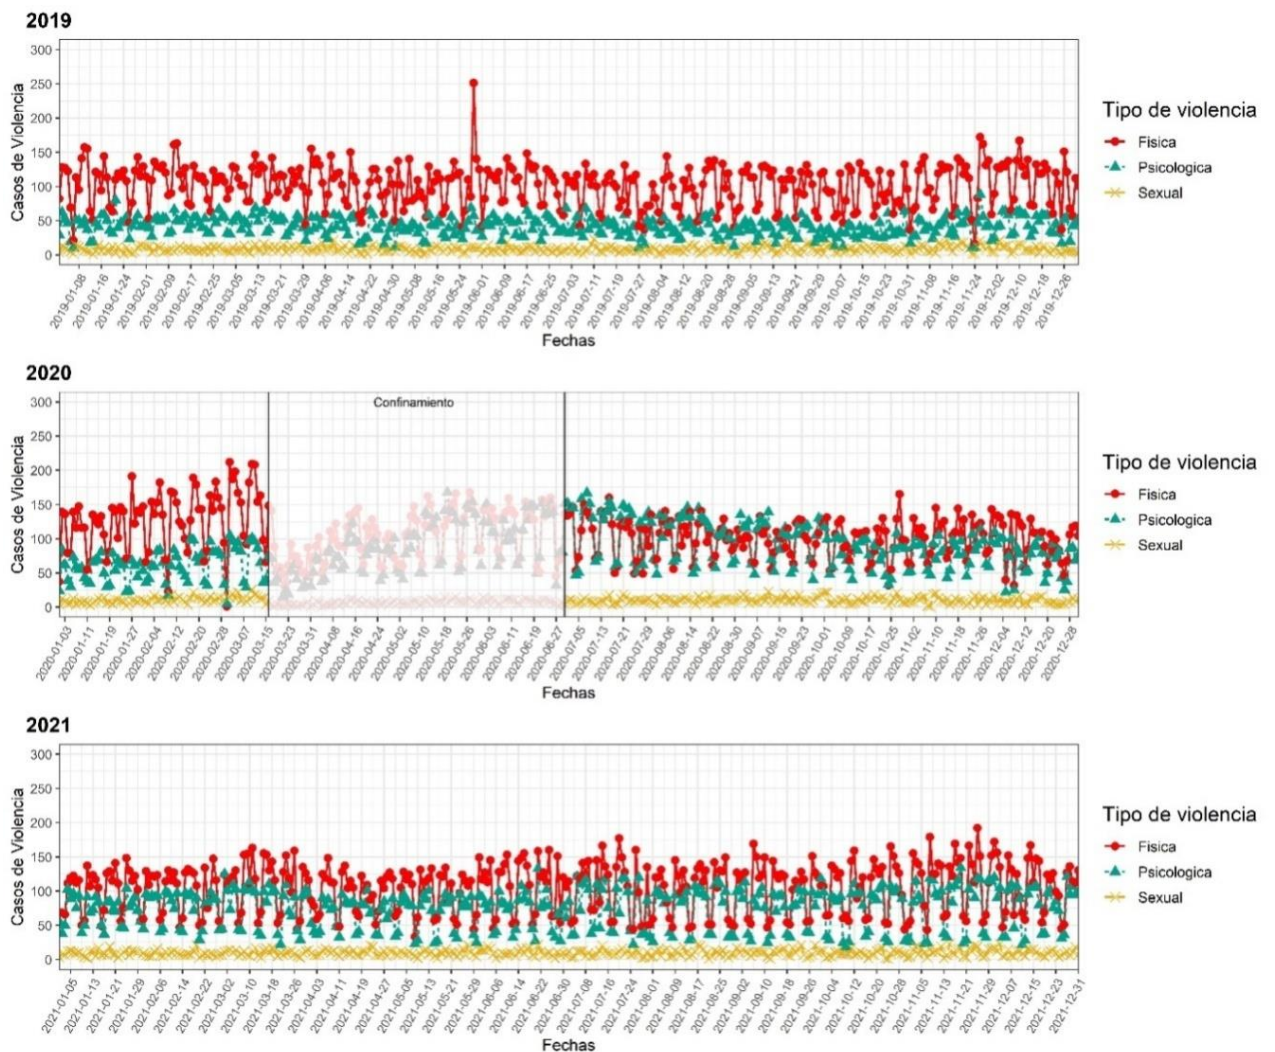 2019
Casos de Violencia
300
250
200
150
100
50
0
2019-01-08 2019-01-16 2019-01-24 2019-02-01 2019-02-09 2019-02-17 2019-02-25 2019-03-05 2019-03-13 2019-03-21 2019-03-29 2019-04-06 2019-04-14 2019-04-22 2019-04-30 2019-05-08 2019-05-16 2019-05-24 2019-06-01 2019-06-09 2019-06-17 2019-06-25 2019-07-03 2019-07-11 2019-07-19 2019-07-27 2019-08-04 2019-08-12 2019-08-20 2019-08-28 2019-09-05 2019-09-13 2019-09-21 2019-09-29 2019-10-07 2019-10-15 2019-10-23 2019-10-31 2019-11-08 2019-11-16 2019-11-24 2019-12-02 2019-12-10 2019-12-18 2019-12-26
Fechas
Tipo de violencia
Fisica
Psicologica
Sexual
2020
Casos de Violencia
300
250
200
150
100
50
0
Confinamiento
2020-01-03 2020-01-11 2020-01-19 2020-01-27 2020-02-04 2020-02-12 2020-02-20 2020-02-28 2020-03-07 2020-03-15 2020-03-23 2020-03-31 2020-04-08 2020-04-16 2020-04-24 2020-05-02 2020-05-10 2020-05-18 2020-05-26 2020-06-03 2020-06-11 2020-06-19 2020-06-27 2020-07-05 2020-07-13 2020-07-21 2020-07-29 2020-08-06 2020-08-14 2020-08-22 2020-08-30 2020-09-07 2020-09-15 2020-09-23 2020-10-01 2020-10-09 2020-10-17 2020-10-25 2020-11-02 2020-11-10 2020-11-18 2020-11-26 2020-12-04 2020-12-12 2020-12-20 2020-12-28
Fechas
Tipo de violencia
Fisica
Psicologica
Sexual
2021
Casos de Violencia
300
250
200
150
100
50
0
2021-01-05 2021-01-13 2021-01-21 2021-01-29 2021-02-06 2021-02-14 2021-02-22 2021-03-02 2021-03-10 2021-03-18 2021-03-26 2021-04-03 2021-04-11 2021-04-19 2021-04-27 2021-05-05 2021-05-13 2021-05-21 2021-05-29 2021-06-06 2021-06-14 2021-06-22 2021-06-30 2021-07-08 2021-07-16 2021-07-24 2021-08-01 2021-08-09 2021-08-17 2021-08-25 2021-09-02 2021-09-10 2021-09-18 2021-09-26 2021-10-04 2021-10-12 2021-10-20 2021-10-28 2021-11-05 2021-11-13 2021-11-21 2021-11-29 2021-12-07 2021-12-15 2021-12-23 2021-12-31
Fechas
Tipo de violencia
Fisica
Psicologica
Sexual